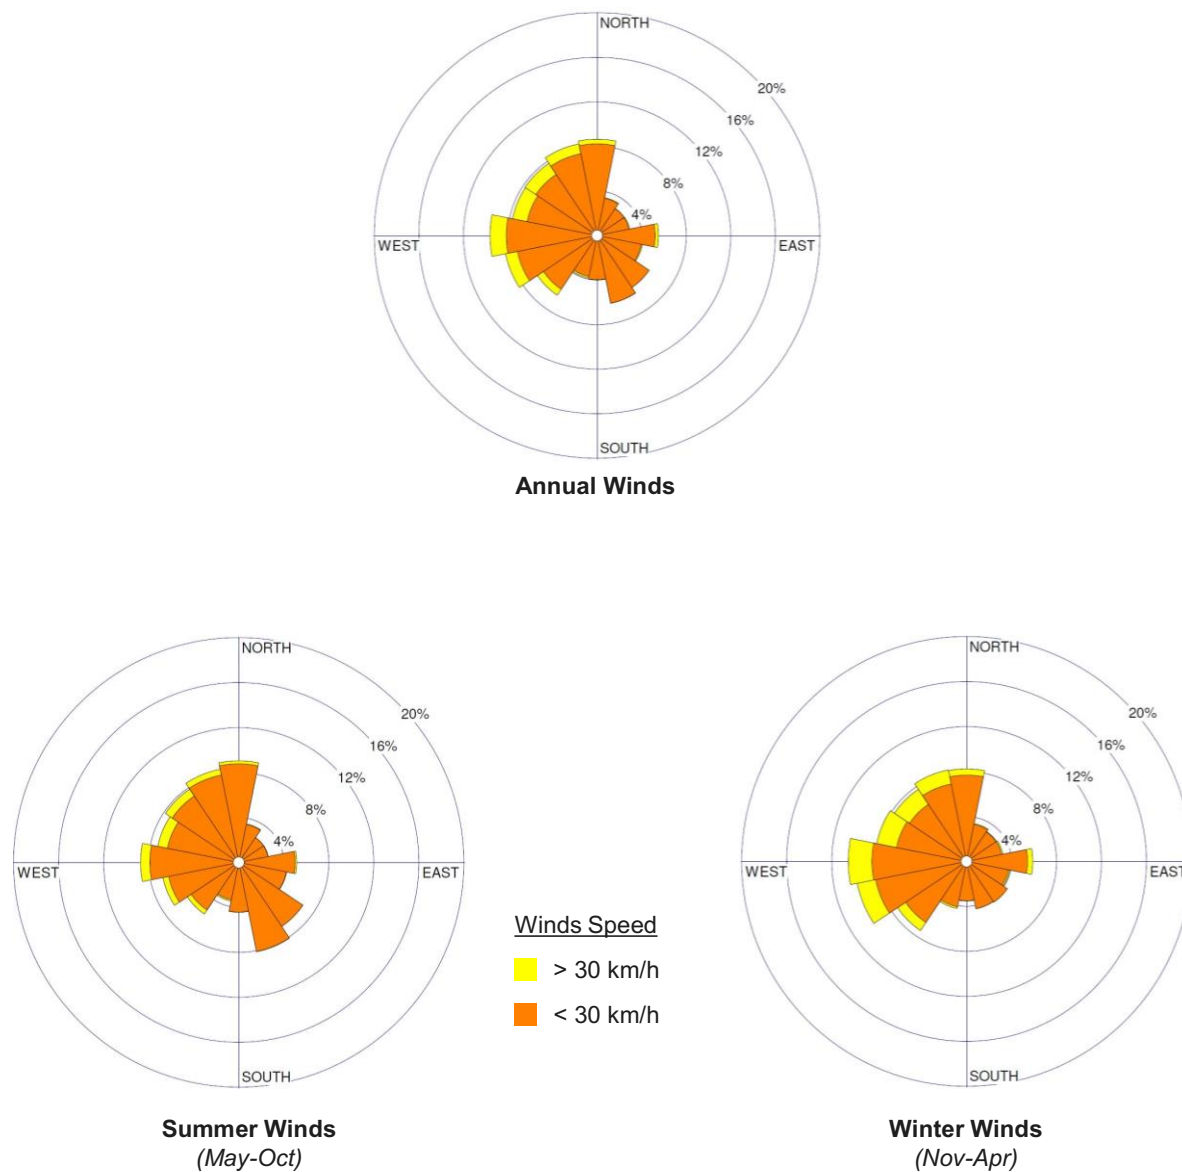 NORTH
20%
16%
12%
8%
4%
WEST
EAST
SOUTH
Annual Winds
NORTH
20%
16%
12%
8%
4%
WEST
EAST
SOUTH
Summer Winds
(May-Oct)
Winds Speed
> 30 km/h
< 30 km/h
NORTH
20%
16%
12%
8%
4%
WEST
EAST
SOUTH
Winter Winds
(Nov-Apr)